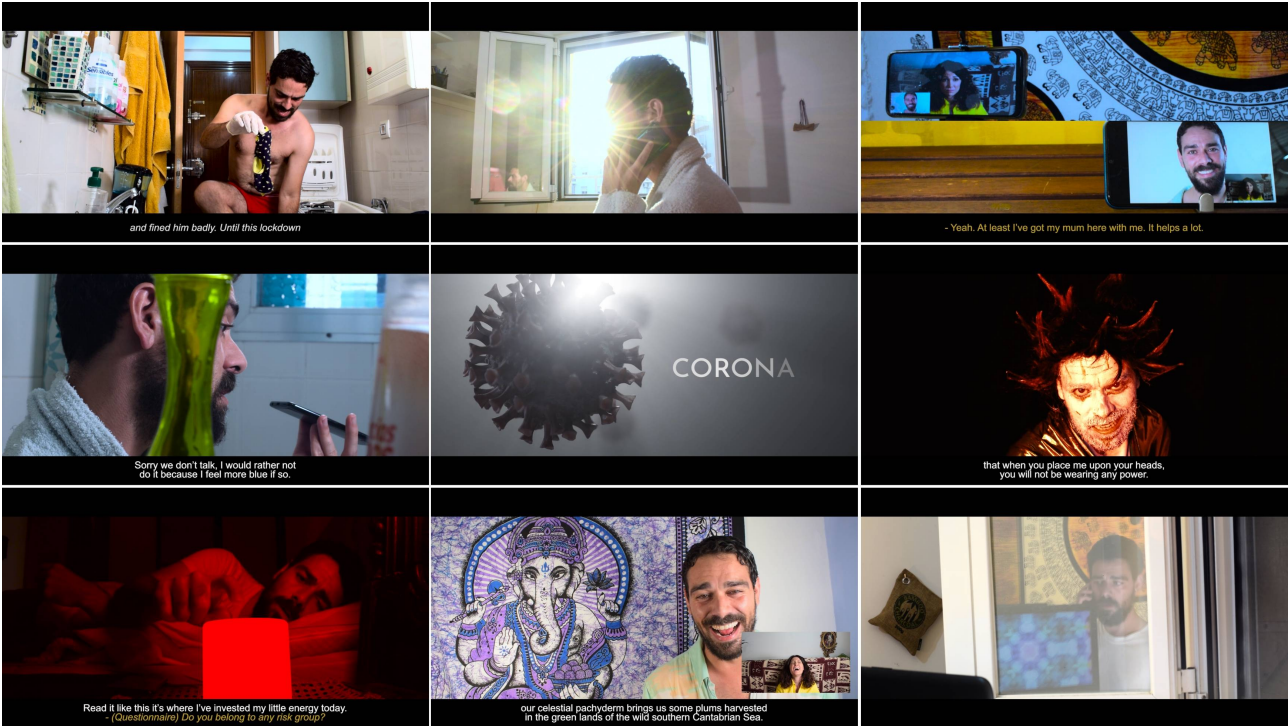 and fined him badly. Until this lockdown
- Yeah. At least I've got my mum here with me. It helps a lot.
Sorry we don't talk, I would rather not
do it because I feel more blue if so.
CORONA
that when you place me upon your heads,
you will not be wearing any power.
Read it like this it's where I've invested my little energy today.
- (Questionnaire) Do you belong to any risk group?
our celestial pachyderm brings us some plums harvested
in the green lands of the wild southern Cantabrian Sea.